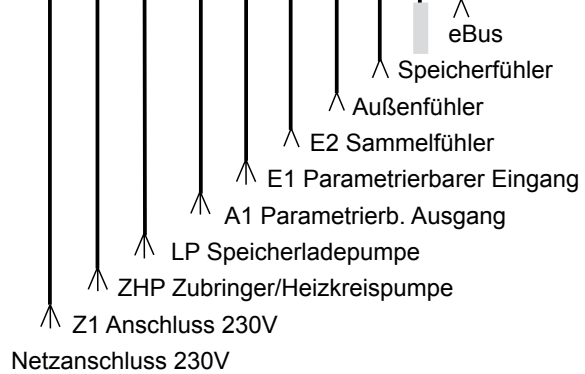 eBus
Speicherfühler
Außenfühler
E2 Sammelfühler
E1 Parametrierbarer Eingang
A1 Parametrierb. Ausgang
LP Speicherladepumpe
ZHP Zubringer/Heizkreispumpe
Z1 Anschluss 230V
Netzanschluss 230V